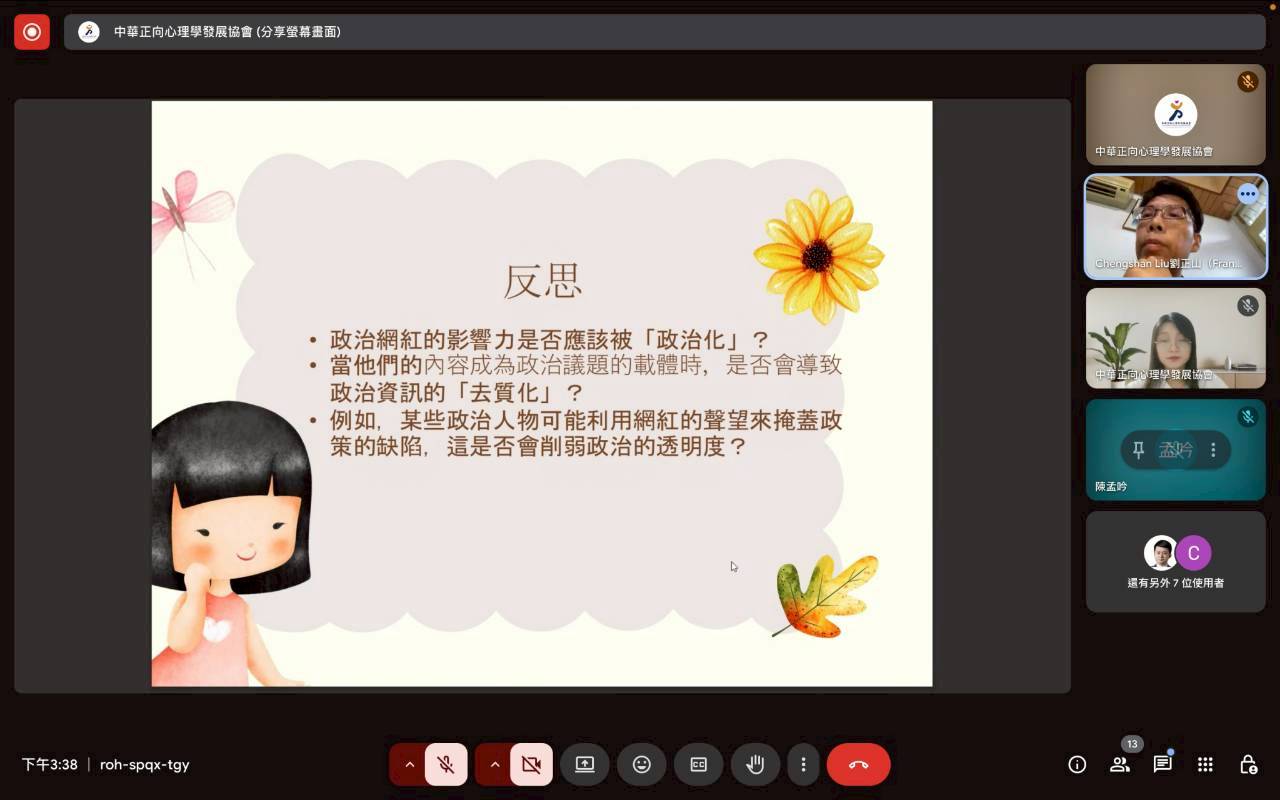 中華正向心理學發展協會 (分享螢幕畫面)
反思
• 政治網紅的影響力是否應該被「政治化」？
• 當他們的內容成為政治議題的載體時，是否會導致
政治資訊的「去質化」？
• 例如，某些政治人物可能利用網紅的聲望來掩蓋政
策的缺陷，這是否會削弱政治的透明度？
中華正向心理學發展協會
Chengshan Liu劉正山（Fran...
中華正向心理學發展協會
孟吟
陳孟吟
C
還有另外 7 位使用者
下午3:38 | roh-spqx-tgy
CC
13